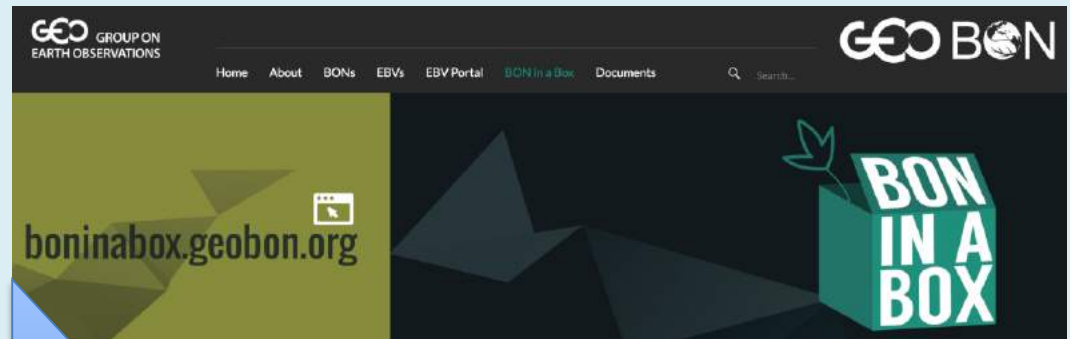 GEO GROUP ON
EARTH OBSERVATIONS
GEO BON
Home About BONs EBVs EBV Portal BON in a Box Documents Search...
boninabox.geobon.org
BON
IN A
BOX